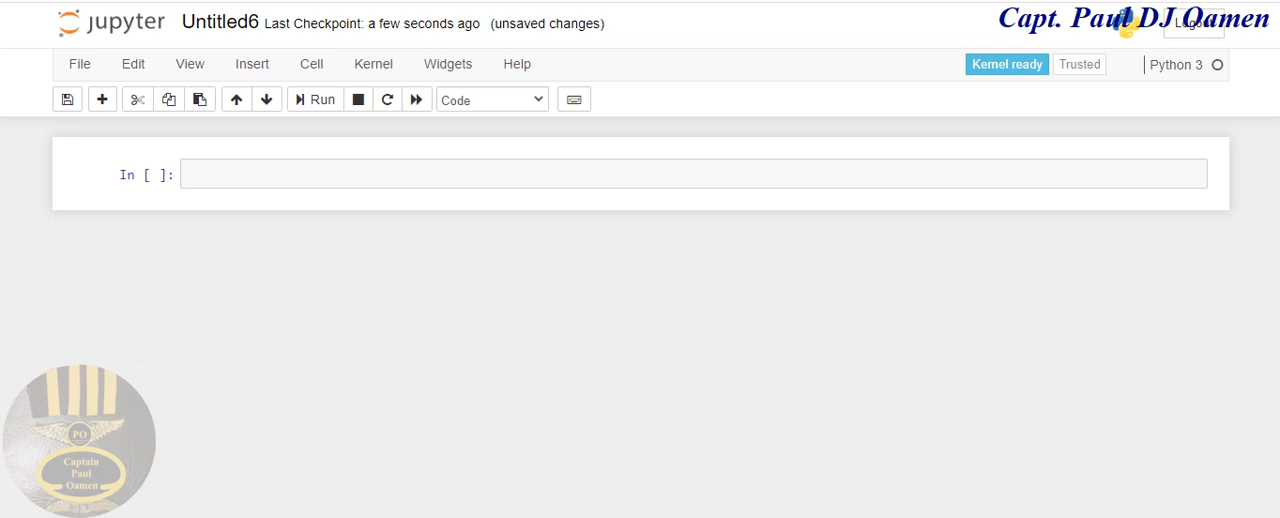 jupyter Untitled6 Last Checkpoint: a few seconds ago (unsaved changes)
Capt. Paul DJ Oamen
File Edit View Insert Cell Kernel Widgets Help
Kernel ready Trusted Python 3
Run Code
In [ ]:
PO
Captain
Paul
Oamen